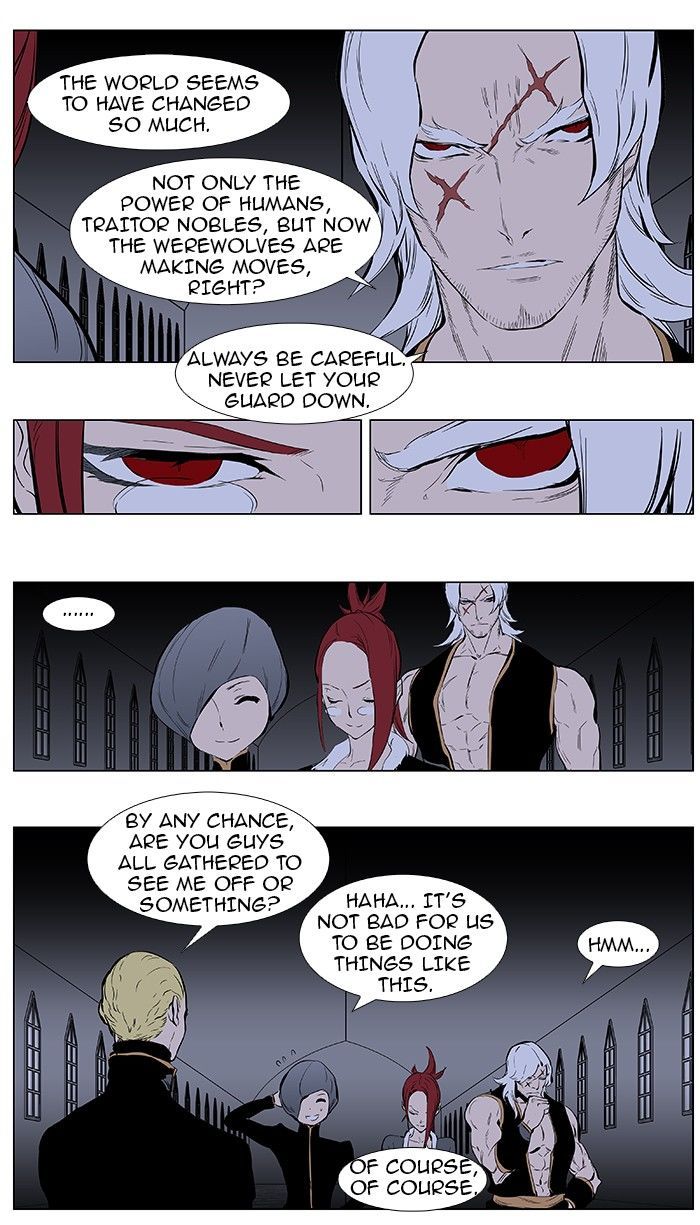 THE WORLD SEEMS
TO HAVE CHANGED
SO MUCH.
NOT ONLY THE
POWER OF HUMANS,
TRAITOR NOBLES, BUT NOW
THE WEREWOLVES ARE
MAKING MOVES,
RIGHT?
ALWAYS BE CAREFUL.
NEVER LET YOUR
GUARD DOWN.
......
BY ANY CHANCE,
ARE YOU GUYS
ALL GATHERED TO
SEE ME OFF OR
SOMETHING?
HAHA... IT'S
NOT BAD FOR US
TO BE DOING
THINGS LIKE
THIS.
HMM...
OF COURSE,
OF COURSE.